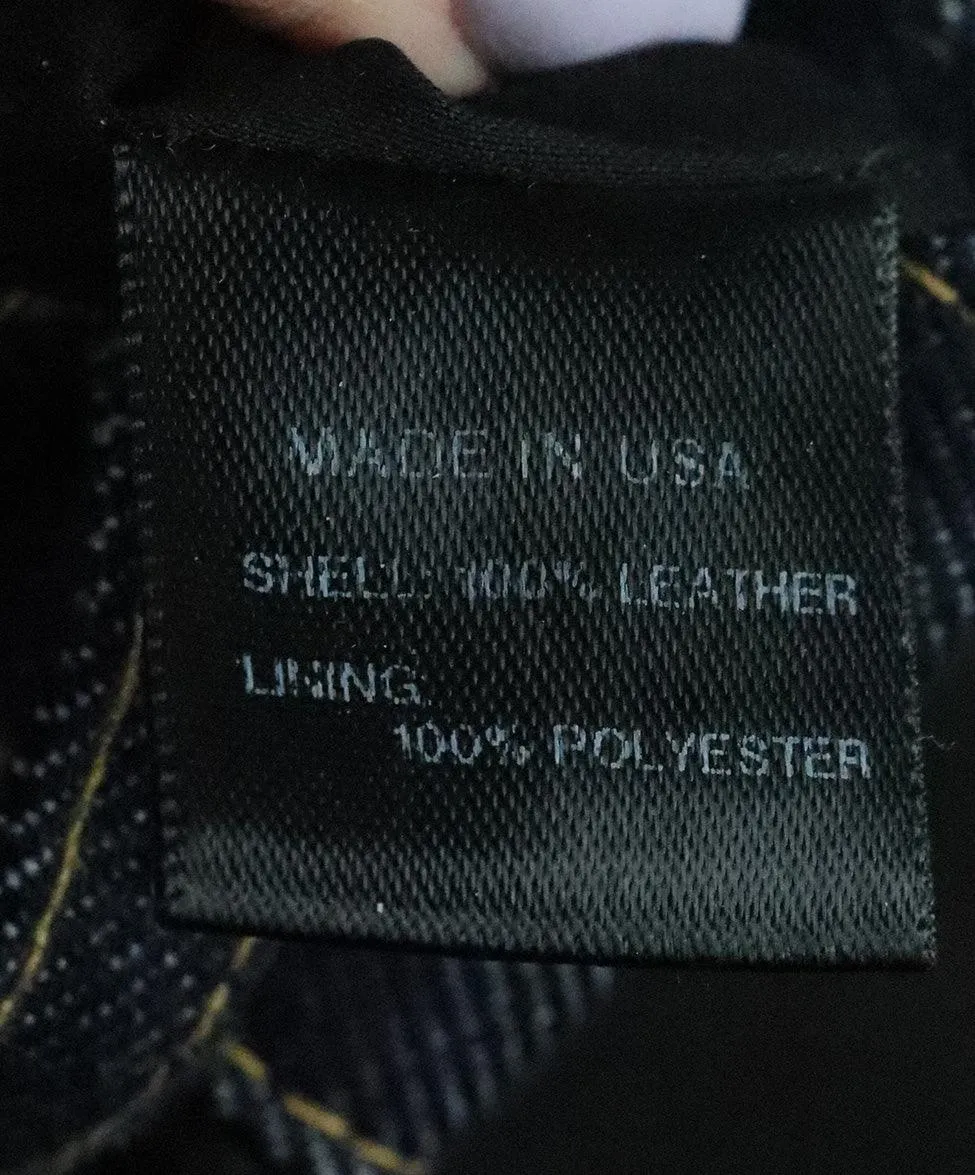 MADE IN USA
SHELL: 100% LEATHER
LINING:
100% POLYESTER